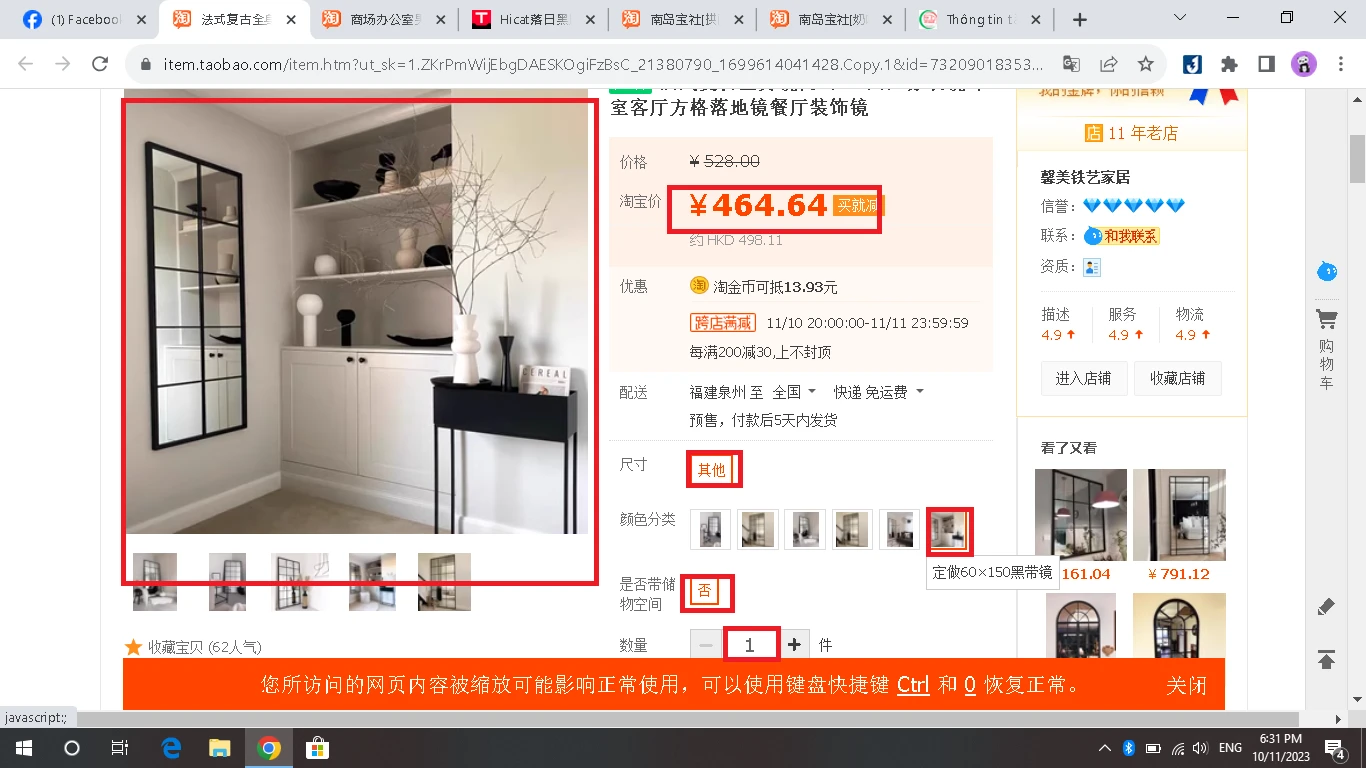 (1) Facebook
法式复古全身
商场办公室黑
Hicat落日黑
南岛宝社[拱
南岛宝社[奶
Thông tin tà
item.taobao.com/item.htm?ut_sk=1.ZKrPmWijEbgDAESKOgiFzBsC_21380790_1699614041428.Copy.1&id=73209018353...
室客厅方格落地镜餐厅装饰镜
价格
¥ 528.00
淘宝价
¥464.64 买就减
约 HKD 498.11
优惠
淘 淘金币可抵13.93元
跨店满减 11/10 20:00:00-11/11 23:59:59
每满200减30,上不封顶
配送
福建泉州 至 全国 快递 免运费
预售，付款后5天内发货
尺寸
其他
颜色分类
定做60×150黑带镜
是否带储
物空间
否
数量
1
件
CEREAL
收藏宝贝 (62人气)
我的金牌，你的信赖
店 11 年老店
馨美铁艺家居
信誉：
联系： 和我联系
资质：
描述 服务 物流
4.9 4.9 4.9
进入店铺 收藏店铺
看了又看
161.04
¥ 791.12
购
物
车
您所访问的网页内容被缩放可能影响正常使用，可以使用键盘快捷键 Ctrl 和 0 恢复正常。
关闭
javascript:;
ENG
6:31 PM
10/11/2023
4